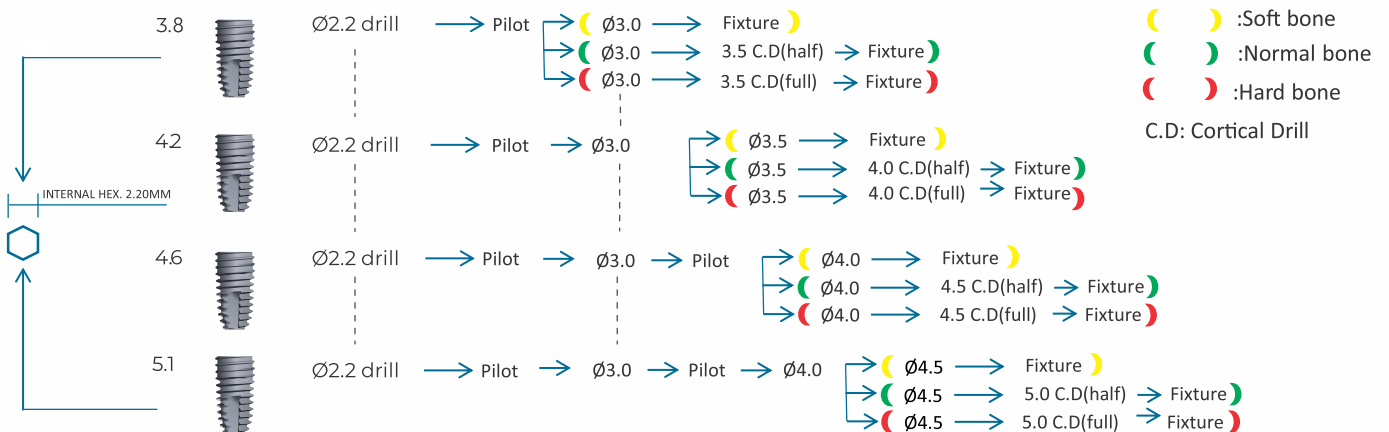 3.8 Ø2.2 drill Pilot Ø3.0 Fixture
Ø3.0 3.5 C.D(half) Fixture
Ø3.0 3.5 C.D(full) Fixture
:Soft bone
:Normal bone
:Hard bone
C.D: Cortical Drill
42 Ø2.2 drill Pilot Ø3.0 Ø3.5 Fixture
Ø3.5 4.0 C.D(half) Fixture
Ø3.5 4.0 C.D(full) Fixture
INTERNAL HEX. 2.20MM
4.6 Ø2.2 drill Pilot Ø3.0 Pilot Ø4.0 Fixture
Ø4.0 4.5 C.D(half) Fixture
Ø4.0 4.5 C.D(full) Fixture
5.1 Ø2.2 drill Pilot Ø3.0 Pilot Ø4.0 Ø4.5 Fixture
Ø4.5 5.0 C.D(half) Fixture
Ø4.5 5.0 C.D(full) Fixture